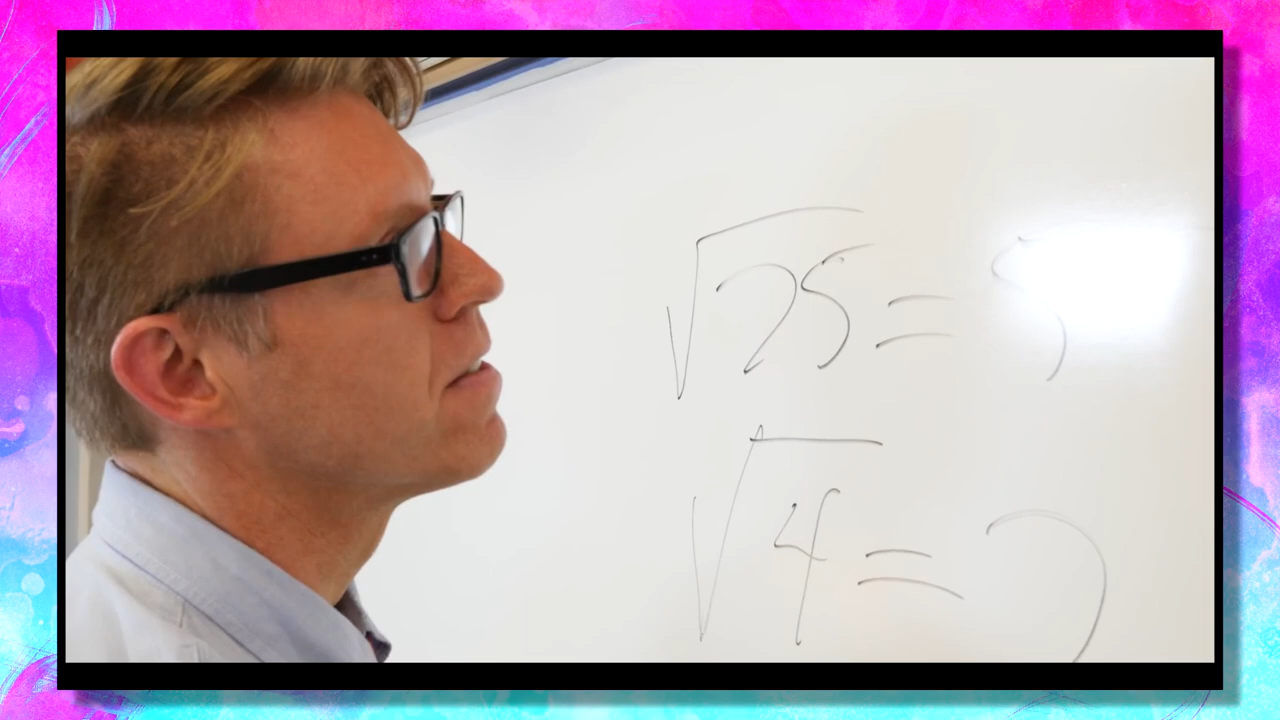 √25 = 5
√4 = 2